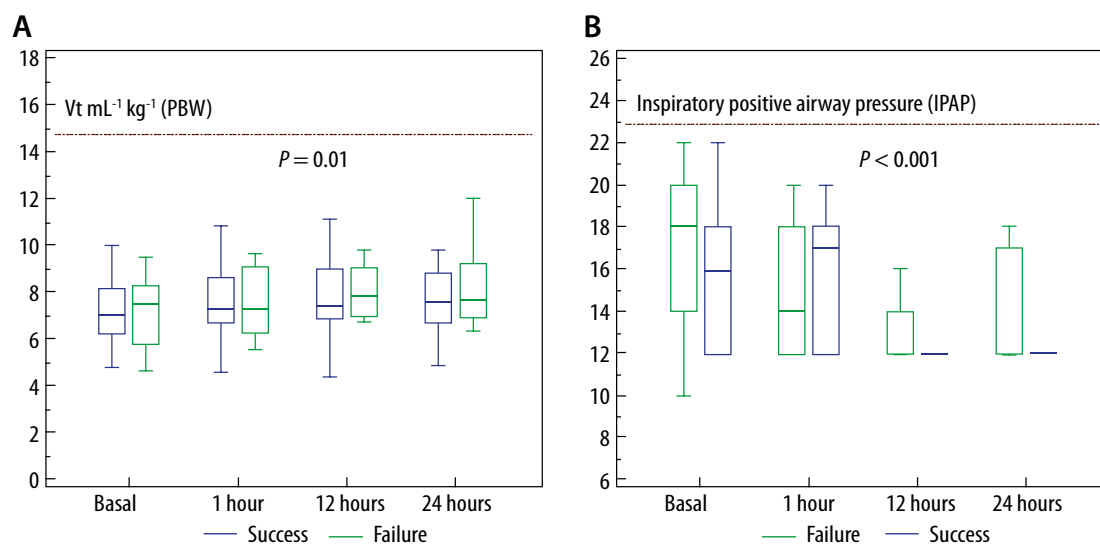 A
18
16
14
12
10
8
6
4
2
0
Vt mL⁻¹ kg⁻¹ (PBW)
P = 0.01
Basal
1 hour
12 hours
24 hours
Success
Failure
B
26
24
22
20
18
16
14
12
10
8
6
Inspiratory positive airway pressure (IPAP)
P < 0.001
Basal
1 hour
12 hours
24 hours
Failure
Success